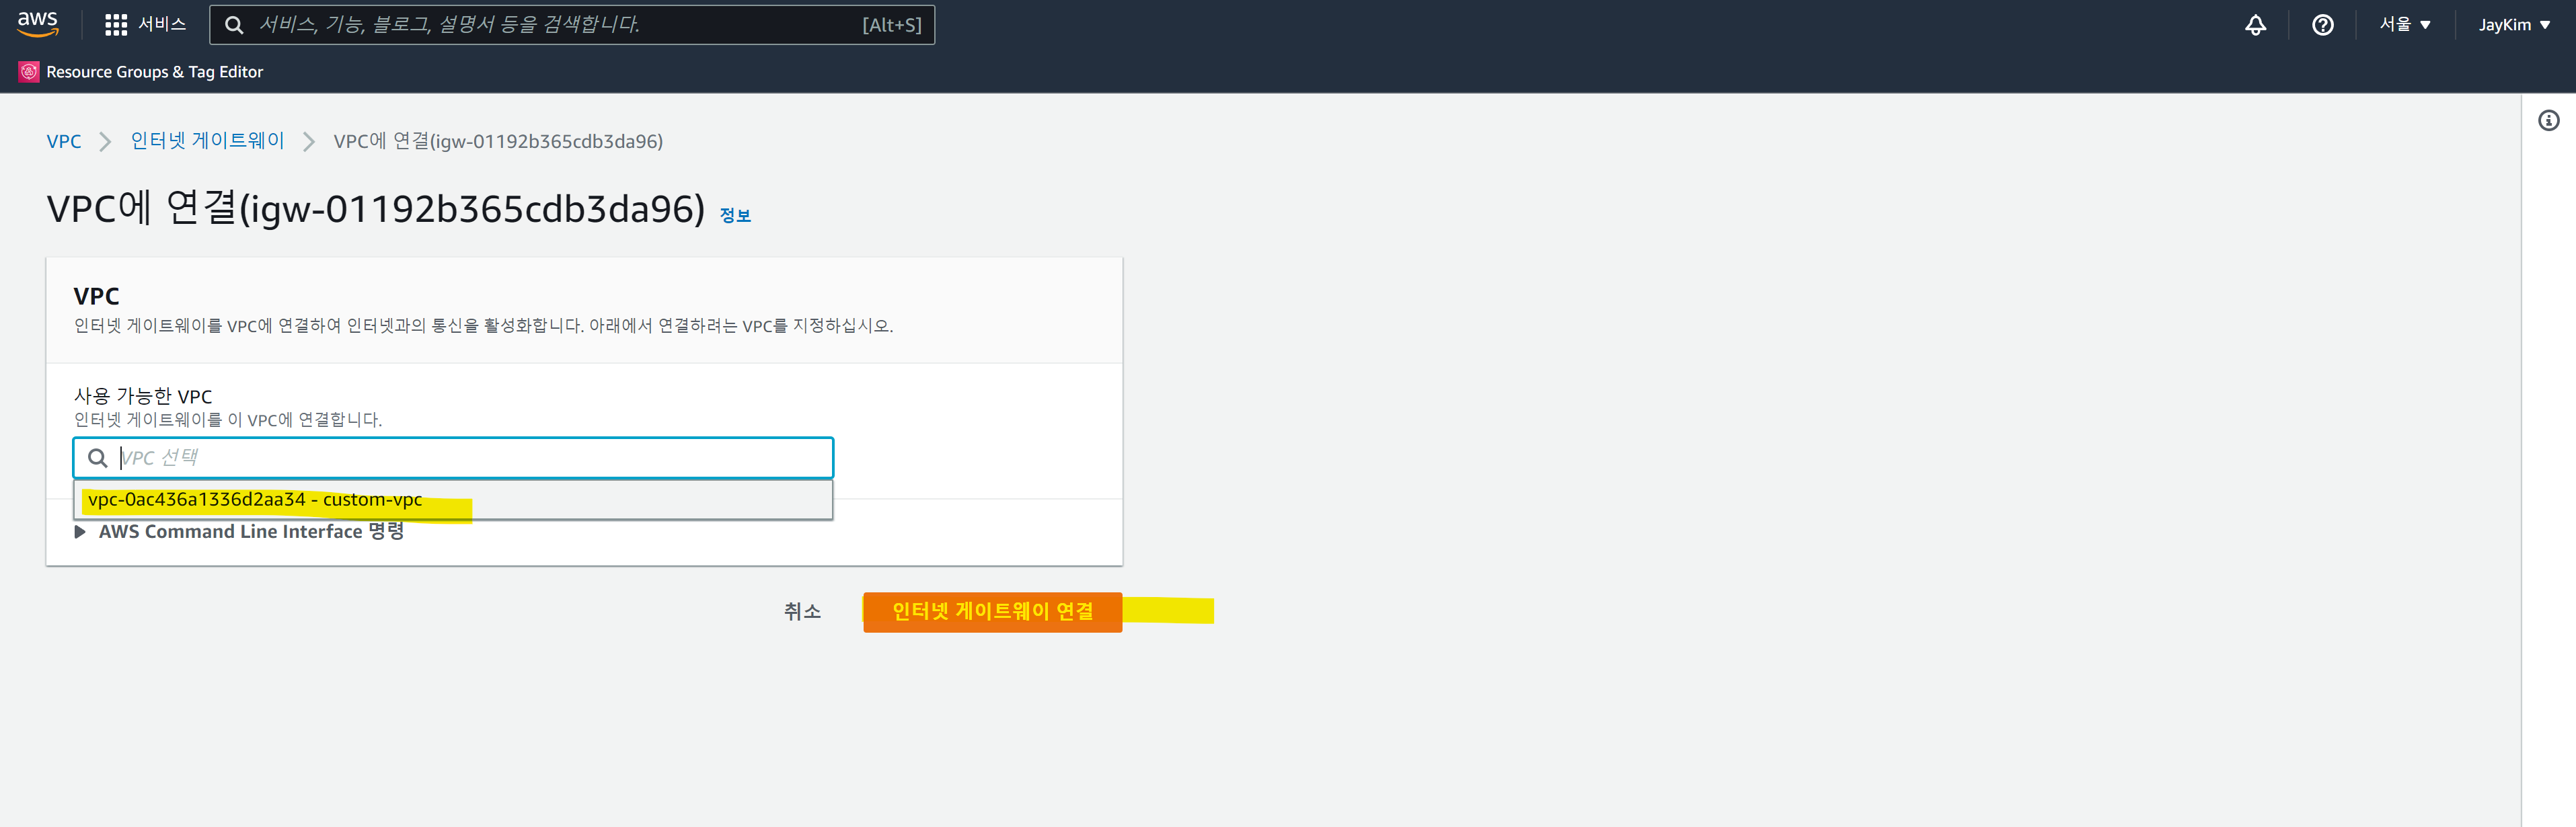 aws
서비스
서비스, 기능, 블로그, 설명서 등을 검색합니다.
[Alt+S]
서울
JayKim
Resource Groups & Tag Editor
VPC
인터넷 게이트웨이
VPC에 연결(igw-01192b365cdb3da96)
VPC에 연결(igw-01192b365cdb3da96) 정보
VPC
인터넷 게이트웨이를 VPC에 연결하여 인터넷과의 통신을 활성화합니다. 아래에서 연결하려는 VPC를 지정하십시오.
사용 가능한 VPC
인터넷 게이트웨이를 이 VPC에 연결합니다.
VPC 선택
vpc-0ac436a1336d2aa34 - custom-vpc
AWS Command Line Interface 명령
취소
인터넷 게이트웨이 연결